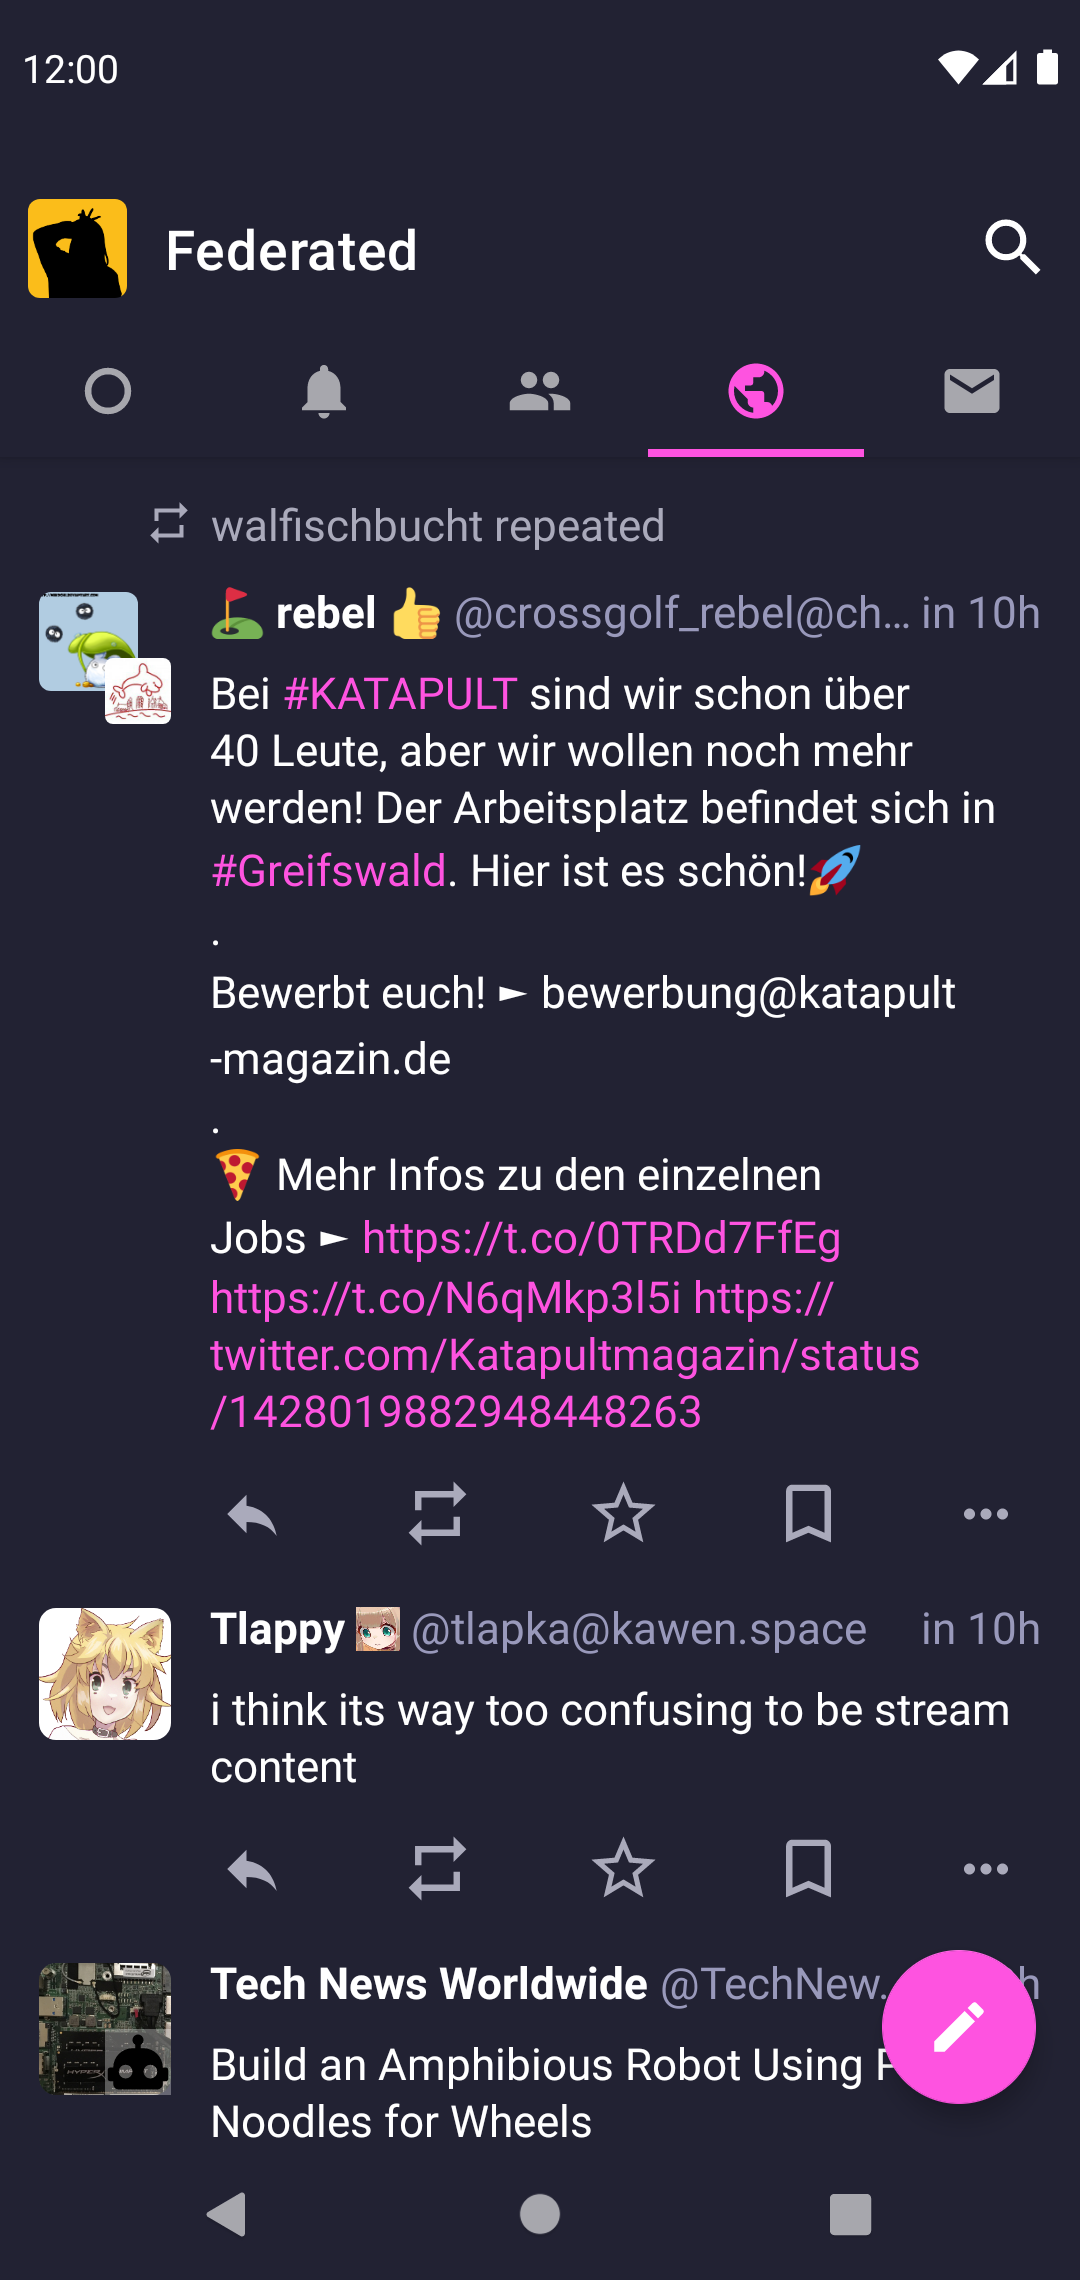 12:00
Federated
walfischbucht repeated
rebel @crossgolf_rebel@ch... in 10h
Bei #KATAPULT sind wir schon über
40 Leute, aber wir wollen noch mehr
werden! Der Arbeitsplatz befindet sich in
#Greifswald. Hier ist es schön!🚀
.
Bewerbt euch! ► bewerbung@katapult
-magazin.de
.
🍕 Mehr Infos zu den einzelnen
Jobs ► https://t.co/0TRDd7FfEg
https://t.co/N6qMkp3l5i https://
twitter.com/Katapultmagazin/status
/1428019882948448263
Tlappy @tlapka@kawen.space in 10h
i think its way too confusing to be stream
content
Tech News Worldwide @TechNew.
Build an Amphibious Robot Using
Noodles for Wheels